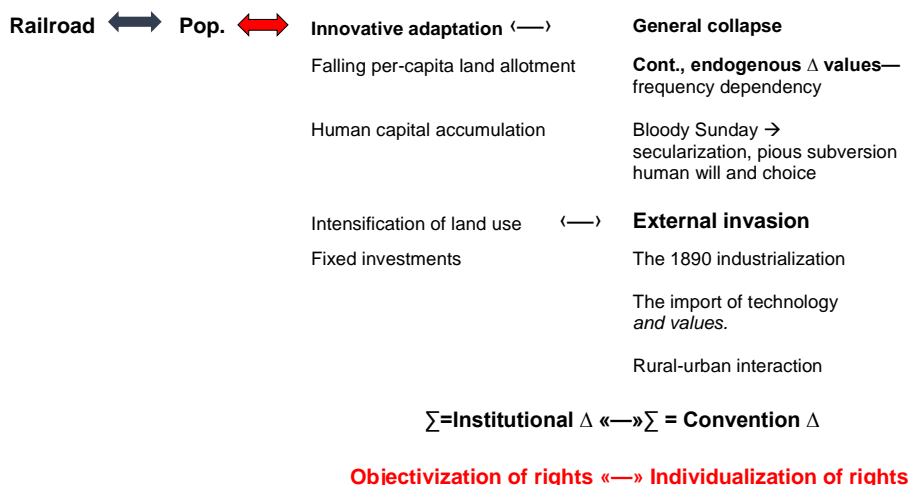 Railroad Pop. Innovative adaptation ‹—› General collapse
Falling per-capita land allotment Cont., endogenous ∆ values—
frequency dependency
Human capital accumulation Bloody Sunday →
secularization, pious subversion
human will and choice
Intensification of land use ‹—› External invasion
Fixed investments The 1890 industrialization
The import of technology
and values.
Rural-urban interaction
∑=Institutional ∆ «—»∑ = Convention ∆
Objectivization of rights «—» Individualization of rights